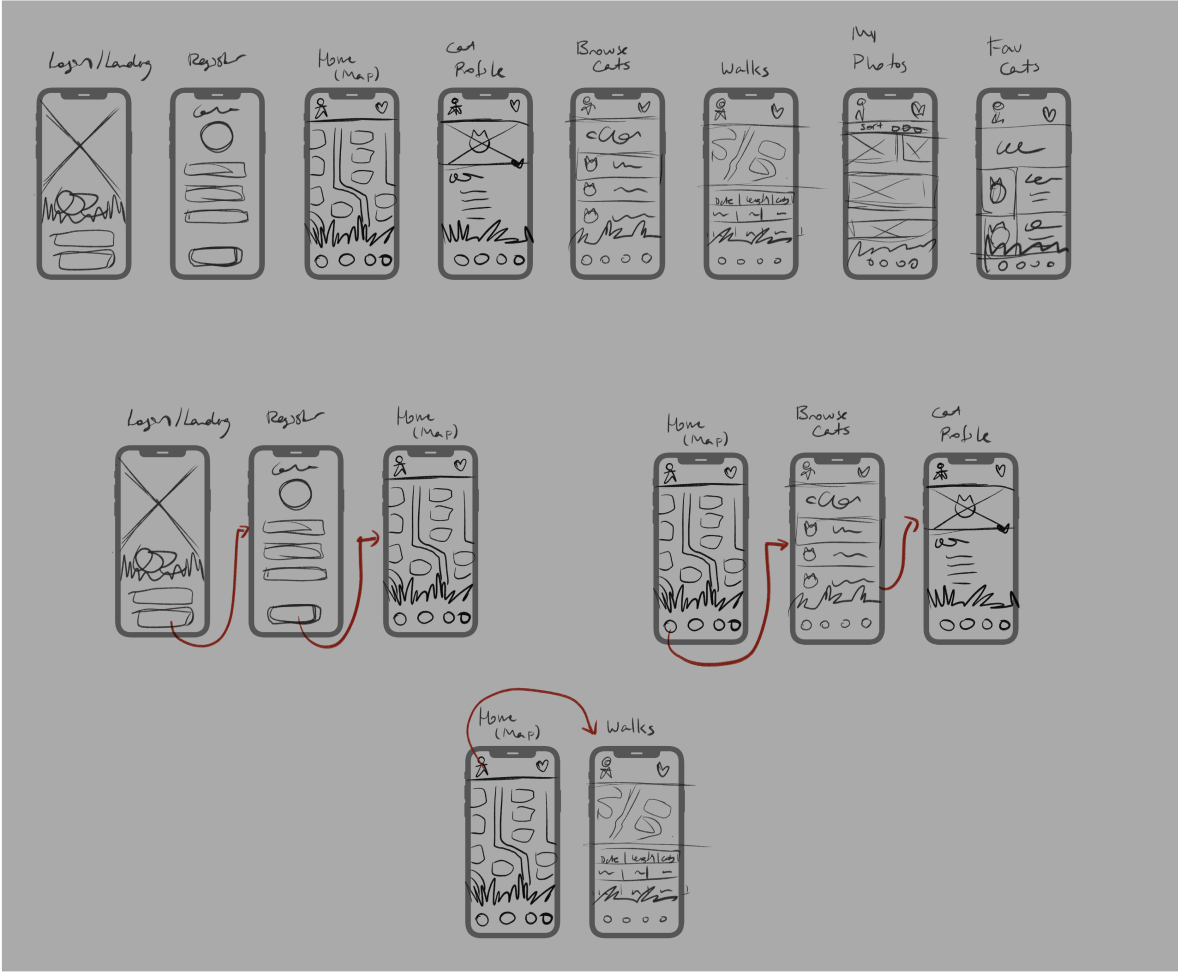 Login/Landing
Register
Home
(Map)
Cat
Profile
Browse
Cats
Walks
My
Photos
Fav
Cats
Sort
Date | Length | Cats
Login/Landing
Register
Home
(Map)
Home
(Map)
Browse
Cats
Cat
Profile
Home
(Map)
Walks
Date | Length | Cats